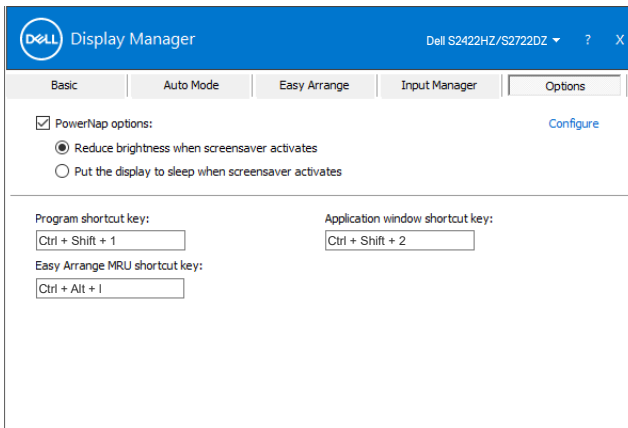 DELL Display Manager Dell S2422HZ/S2722DZ ? X
Basic Auto Mode Easy Arrange Input Manager Options
PowerNap options: Configure
Reduce brightness when screensaver activates
Put the display to sleep when screensaver activates
Program shortcut key: Application window shortcut key:
Ctrl + Shift + 1 Ctrl + Shift + 2
Easy Arrange MRU shortcut key:
Ctrl + Alt + I